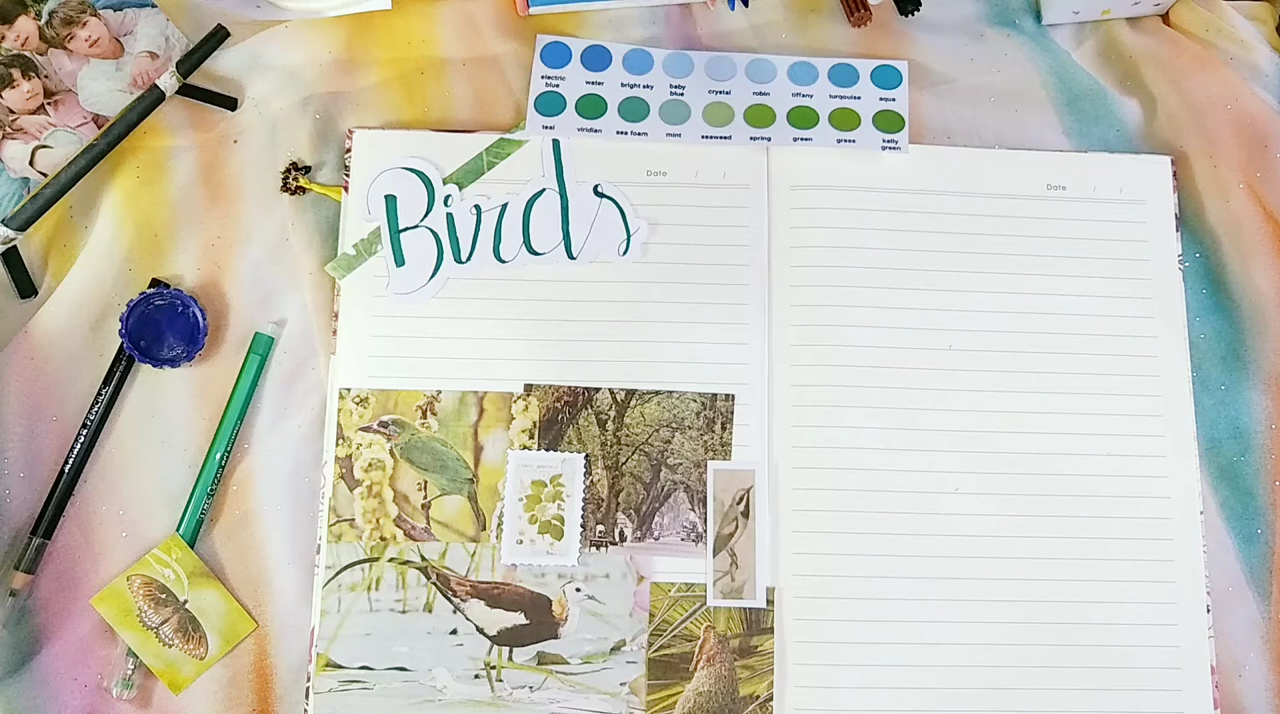 electric blue water bright sky baby blue crystal robin tiffany turqouise aqua
teal viridian sea foam mint seaweed spring green grass kelly green
Date / /
Date / /
Birds